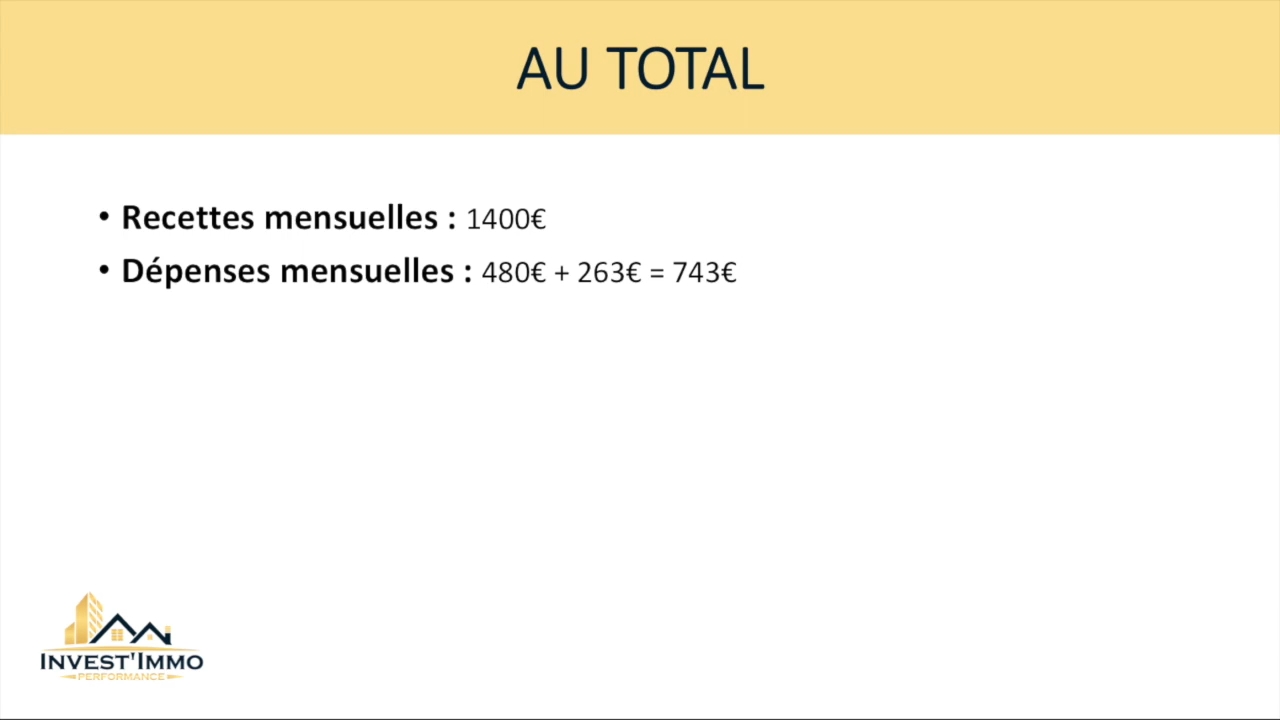 AU TOTAL
• Recettes mensuelles : 1400€
• Dépenses mensuelles : 480€ + 263€ = 743€
INVEST'IMMO
PERFORMANCE